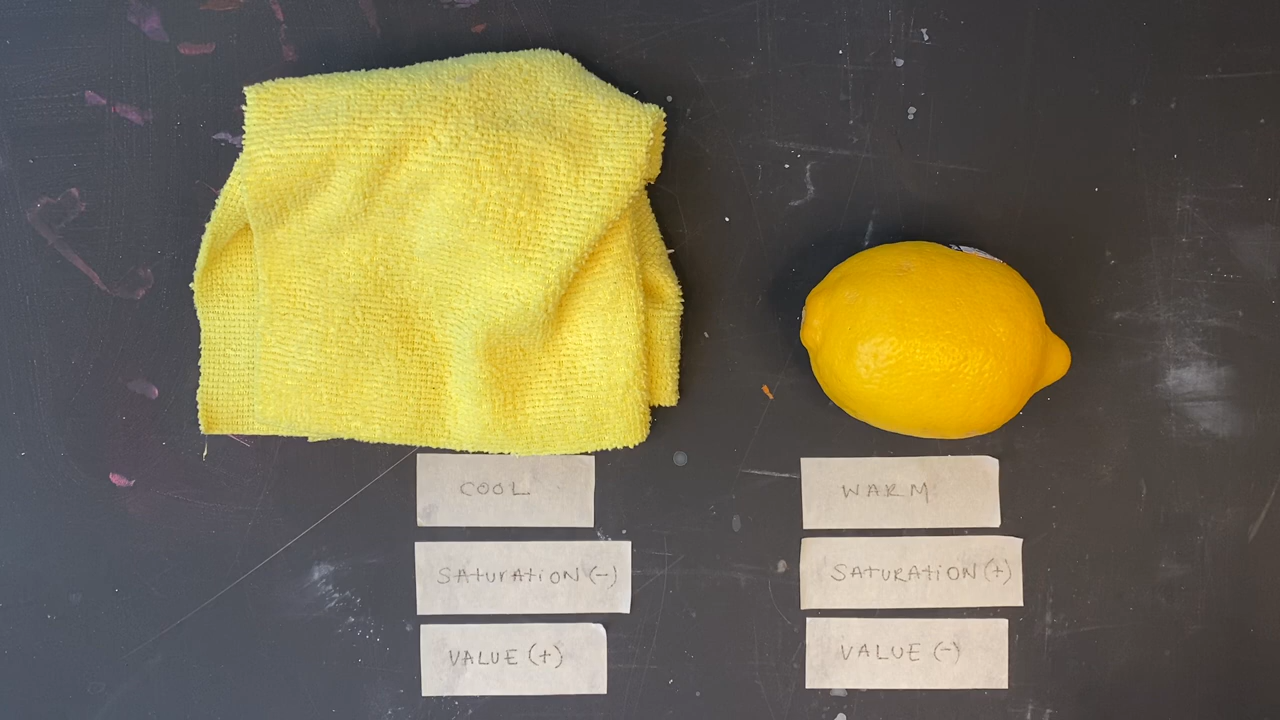 COOL
SATURATION (-)
VALUE (+)
WARM
SATURATION (+)
VALUE (-)